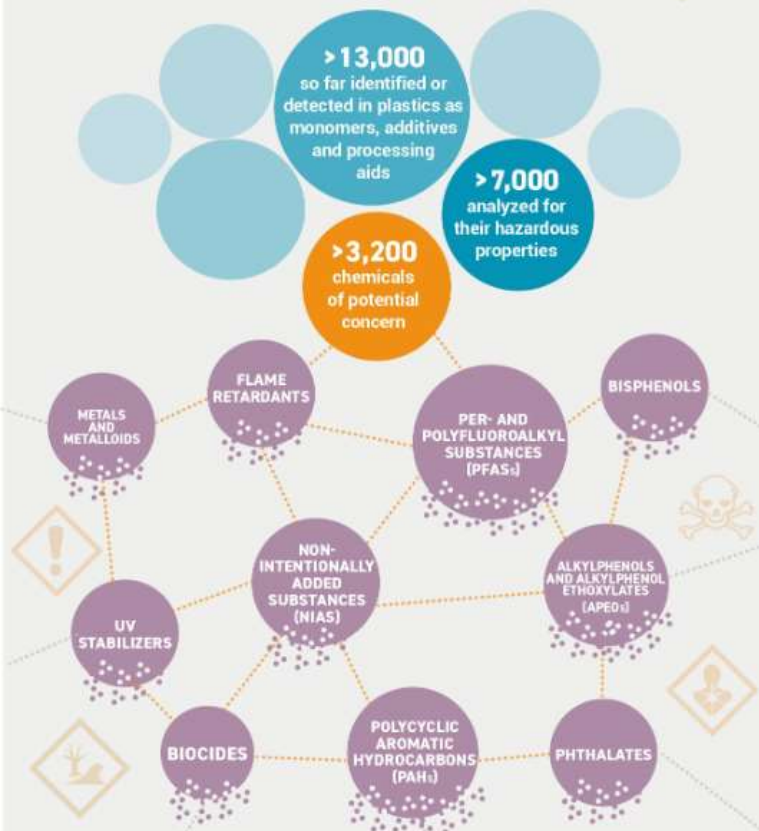 >13,000
so far identified or
detected in plastics as
monomers, additives
and processing
aids
>7,000
analyzed for
their hazardous
properties
>3,200
chemicals
of potential
concern
FLAME
RETARDANTS
BISPHENOLS
METALS
AND
METALLOIDS
PER- AND
POLYFLUOROALKYL
SUBSTANCES
(PFASs)
NON-
INTENTIONALLY
ADDED
SUBSTANCES
(NIAS)
ALKYLPHENOLS
AND ALKYLPHENOL
ETHOXYLATES
(APEOs)
UV
STABILIZERS
BIOCIDES
POLYCYCLIC
AROMATIC
HYDROCARBONS
(PAHs)
PHTHALATES